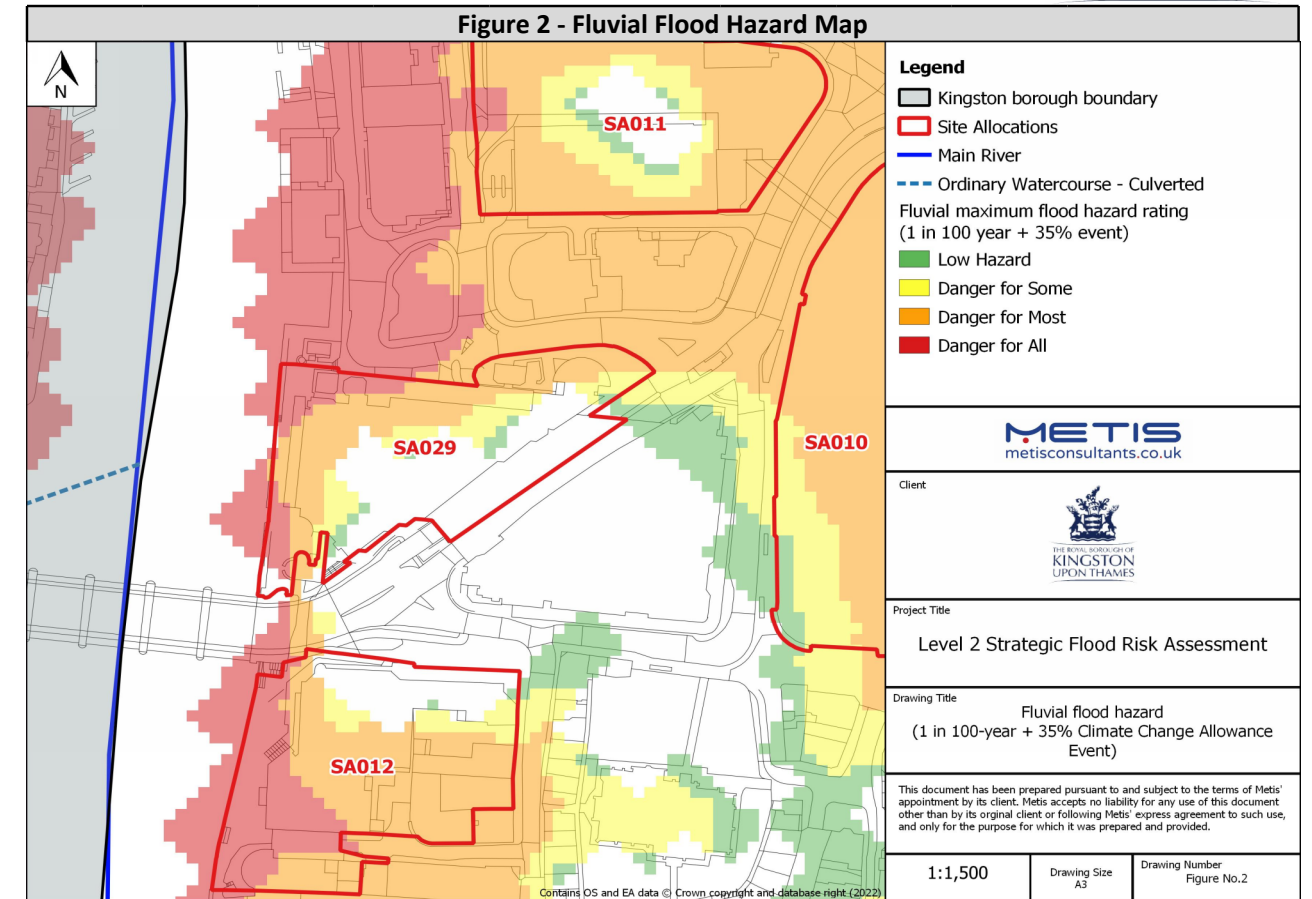 Figure 2 - Fluvial Flood Hazard Map
N
SA011
SA029
SA010
SA012
Contains OS and EA data © Crown copyright and database right (2022)
Legend
Kingston borough boundary
Site Allocations
Main River
Ordinary Watercourse - Culverted
Fluvial maximum flood hazard rating
(1 in 100 year + 35% event)
Low Hazard
Danger for Some
Danger for Most
Danger for All
METIS
metisconsultants.co.uk
Client
THE ROYAL BOROUGH OF
KINGSTON
UPON THAMES
Project Title
Level 2 Strategic Flood Risk Assessment
Drawing Title
Fluvial flood hazard
(1 in 100-year + 35% Climate Change Allowance
Event)
This document has been prepared pursuant to and subject to the terms of Metis'
appointment by its client. Metis accepts no liability for any use of this document
other than by its orginal client or following Metis' express agreement to such use,
and only for the purpose for which it was prepared and provided.
1:1,500
Drawing Size
A3
Drawing Number
Figure No.2